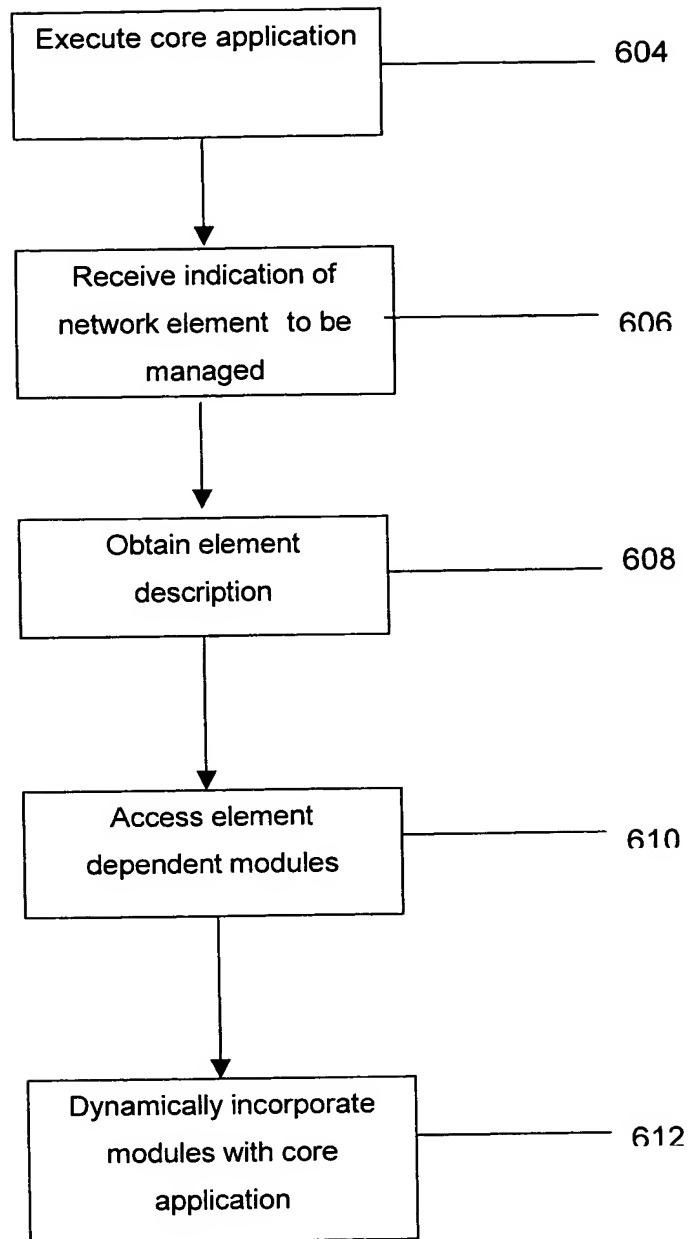 Execute core application
604
Receive indication of
network element to be
managed
606
Obtain element
description
608
Access element
dependent modules
610
Dynamically incorporate
modules with core
application
612